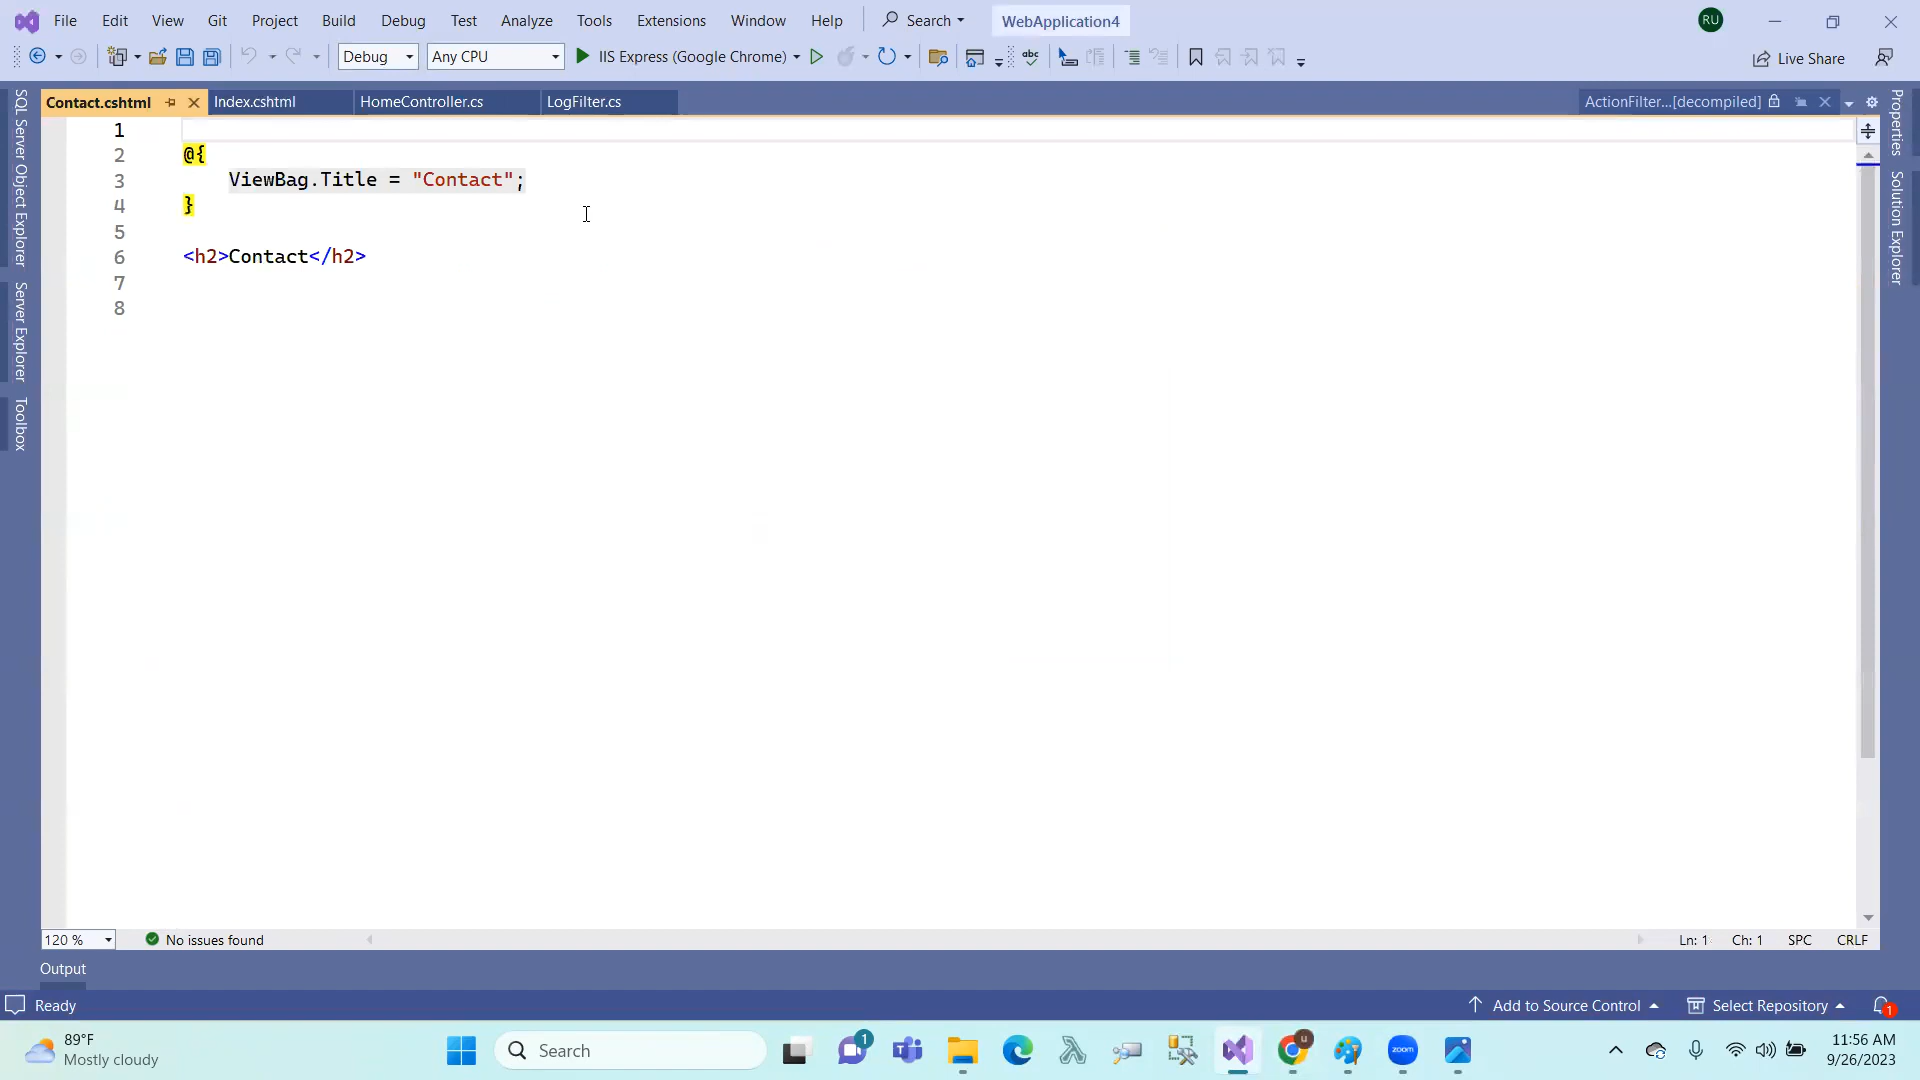 File Edit View Git Project Build Debug Test Analyze Tools Extensions Window Help Search WebApplication4 RU
Debug Any CPU IIS Express (Google Chrome) Live Share
Contact.cshtml Index.cshtml HomeController.cs LogFilter.cs ActionFilter...[decompiled]
SQL Server Object Explorer
Server Explorer
Toolbox
Properties
Solution Explorer
1
2 @{
3 ViewBag.Title = "Contact";
4 }
5
6 <h2>Contact</h2>
7
8
120 % No issues found Ln: 1 Ch: 1 SPC CRLF
Output
Ready Add to Source Control Select Repository 1
89°F
Mostly cloudy
Search
1
u
zoom
11:56 AM
9/26/2023